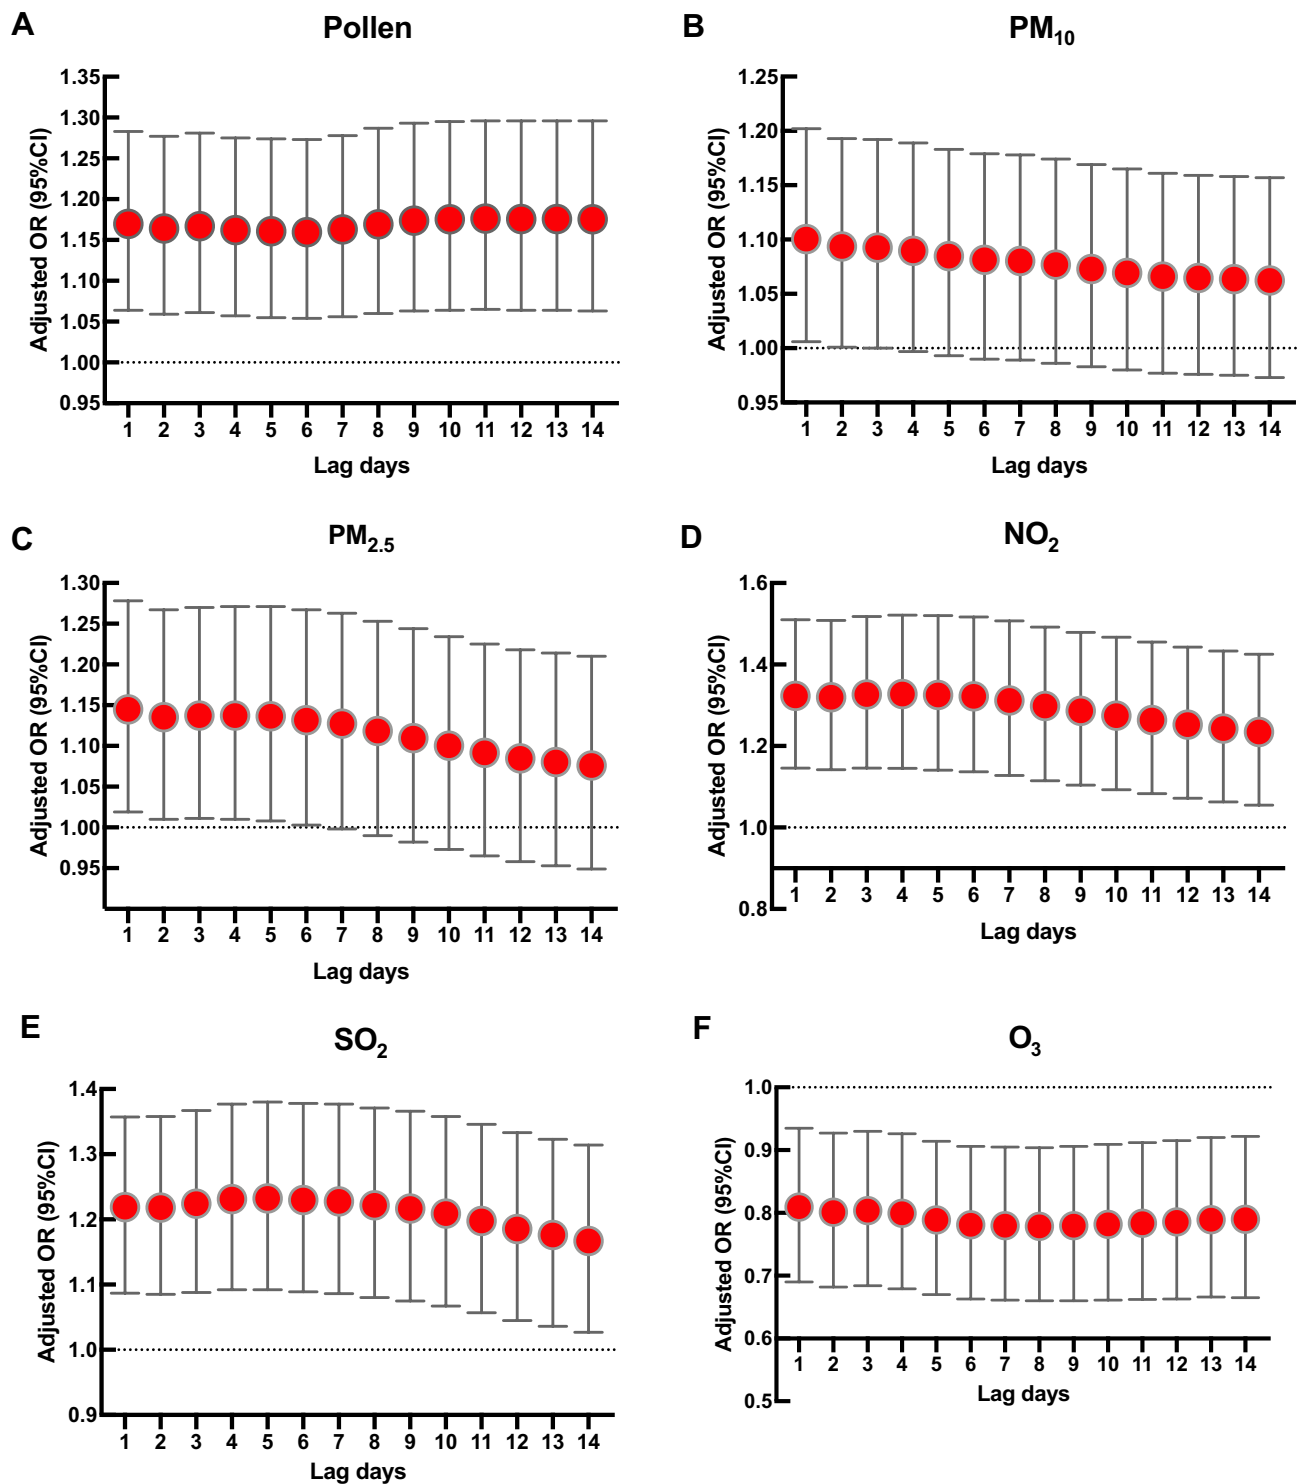 A
Pollen
Adjusted OR (95%CI)
1.35
1.30
1.25
1.20
1.15
1.10
1.05
1.00
0.95
1 2 3 4 5 6 7 8 9 10 11 12 13 14
Lag days
B
PM10
Adjusted OR (95%CI)
1.25
1.20
1.15
1.10
1.05
1.00
0.95
1 2 3 4 5 6 7 8 9 10 11 12 13 14
Lag days
C
PM2.5
Adjusted OR (95%CI)
1.30
1.25
1.20
1.15
1.10
1.05
1.00
0.95
1 2 3 4 5 6 7 8 9 10 11 12 13 14
Lag days
D
NO2
Adjusted OR (95%CI)
1.6
1.4
1.2
1.0
0.8
1 2 3 4 5 6 7 8 9 10 11 12 13 14
Lag days
E
SO2
Adjusted OR (95%CI)
1.4
1.3
1.2
1.1
1.0
0.9
1 2 3 4 5 6 7 8 9 10 11 12 13 14
Lag days
F
O3
Adjusted OR (95%CI)
1.0
0.9
0.8
0.7
0.6
0.5
1 2 3 4 5 6 7 8 9 10 11 12 13 14
Lag days